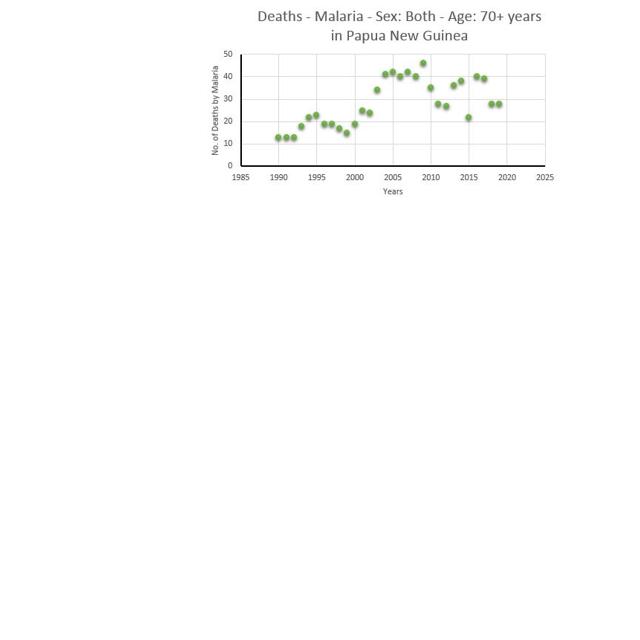 Deaths - Malaria - Sex: Both - Age: 70+ years
in Papua New Guinea
50
40
30
20
10
0
No. of Deaths by Malaria
1985 1990 1995 2000 2005 2010 2015 2020 2025
Years